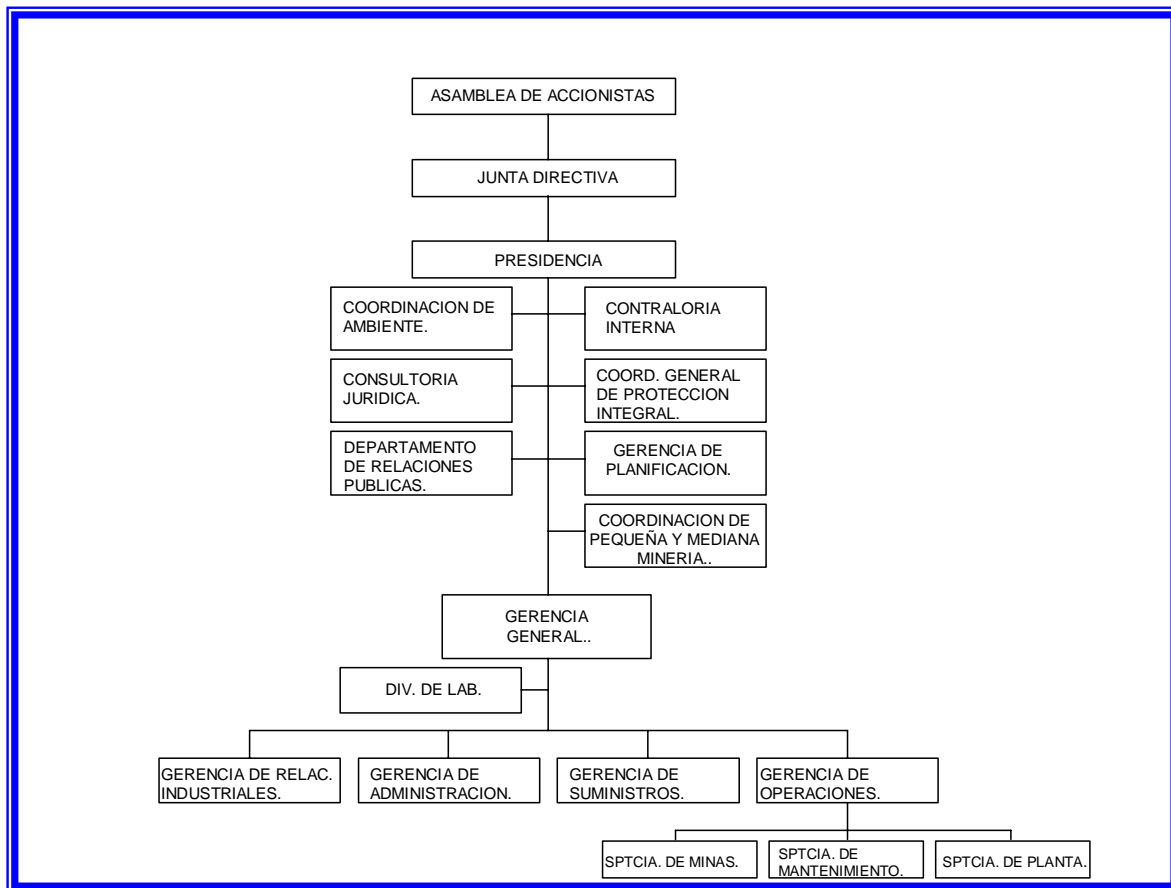 ASAMBLEA DE ACCIONISTAS
JUNTA DIRECTIVA
PRESIDENCIA
COORDINACION DE
AMBIENTE.
CONTRALORIA
INTERNA
CONSULTORIA
JURIDICA.
COORD. GENERAL
DE PROTECCION
INTEGRAL.
DEPARTAMENTO
DE RELACIONES
PUBLICAS.
GERENCIA DE
PLANIFICACION.
COORDINACION DE
PEQUEÑA Y MEDIANA
MINERIA..
GERENCIA
GENERAL..
DIV. DE LAB.
GERENCIA DE RELAC.
INDUSTRIALES.
GERENCIA DE
ADMINISTRACION.
GERENCIA DE
SUMINISTROS.
GERENCIA DE
OPERACIONES.
SPTCIA. DE MINAS.
SPTCIA. DE
MANTENIMIENTO.
SPTCIA. DE PLANTA.